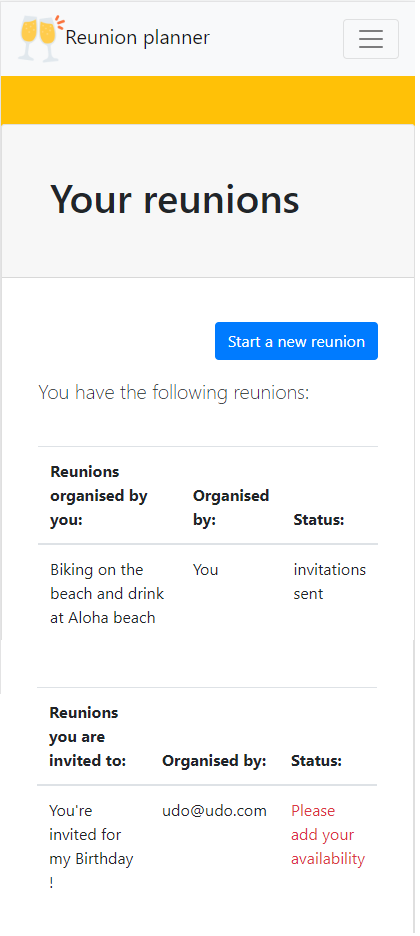 Reunion planner
Your reunions
Start a new reunion
You have the following reunions:
Reunions
organised by
you:
Organised
by:
Status:
Biking on the
beach and drink
at Aloha beach
You
invitations
sent
Reunions
you are
invited to:
Organised by:
Status:
You're
invited for
my Birthday
!
udo@udo.com
Please
add your
availability